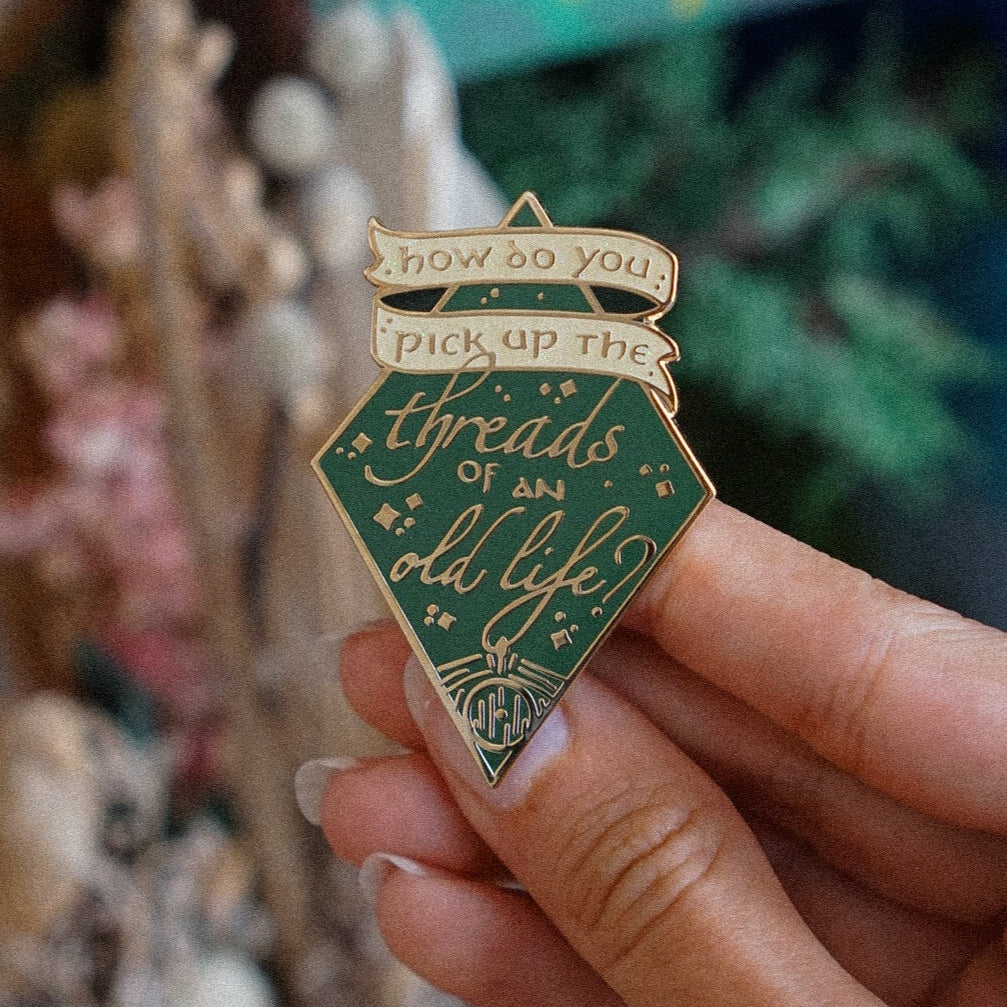 how do you
pick up the
threads
OF AN
old life?